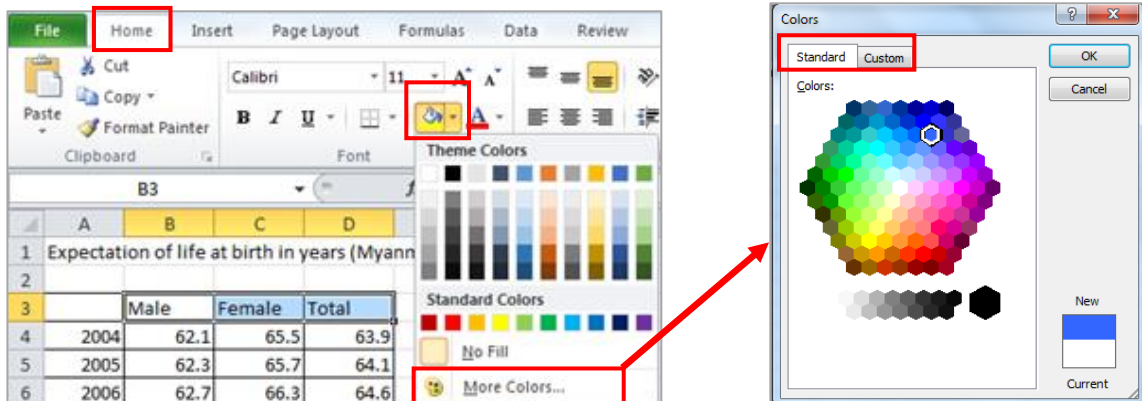 File Home Insert Page Layout Formulas Data Review
Cut
Copy
Paste
Format Painter
Clipboard
Calibri 11 A A
B I U A
Font
Theme Colors
Standard Colors
No Fill
More Colors...
B3
A B C D
1 Expectation of life at birth in years (Myanm
2
3 Male Female Total
4 2004 62.1 65.5 63.9
5 2005 62.3 65.7 64.1
6 2006 62.7 66.3 64.6
Colors
Standard Custom
Colors:
OK
Cancel
New
Current